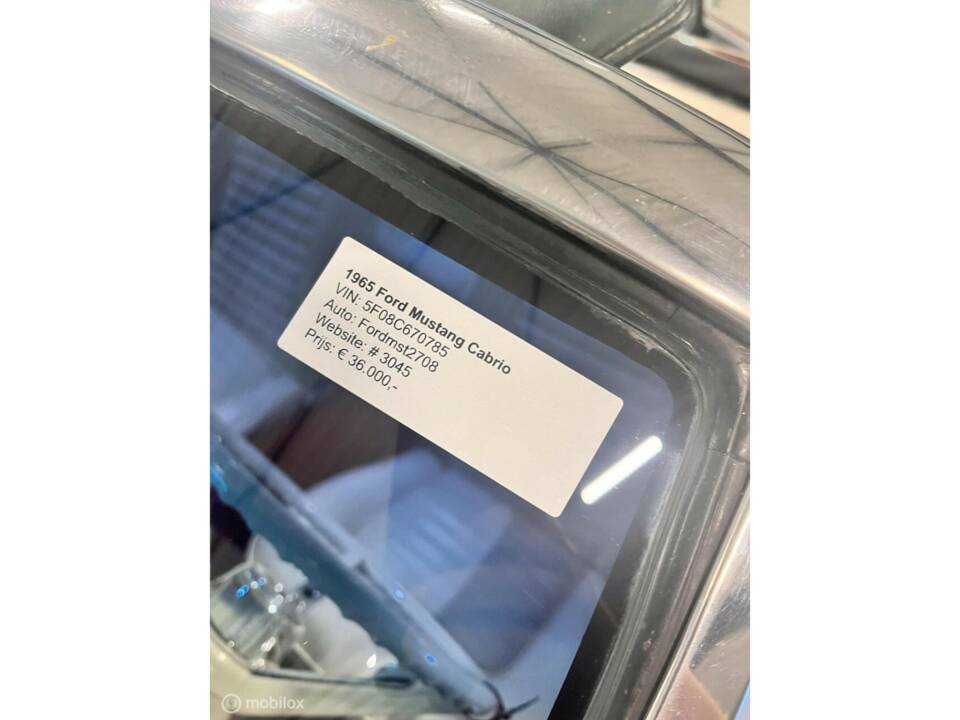 1965 Ford Mustang Cabrio
VIN: 5F08C670785
Auto: Fordmst2708
Website: # 3045
Prijs: € 36.000,-
mobilox